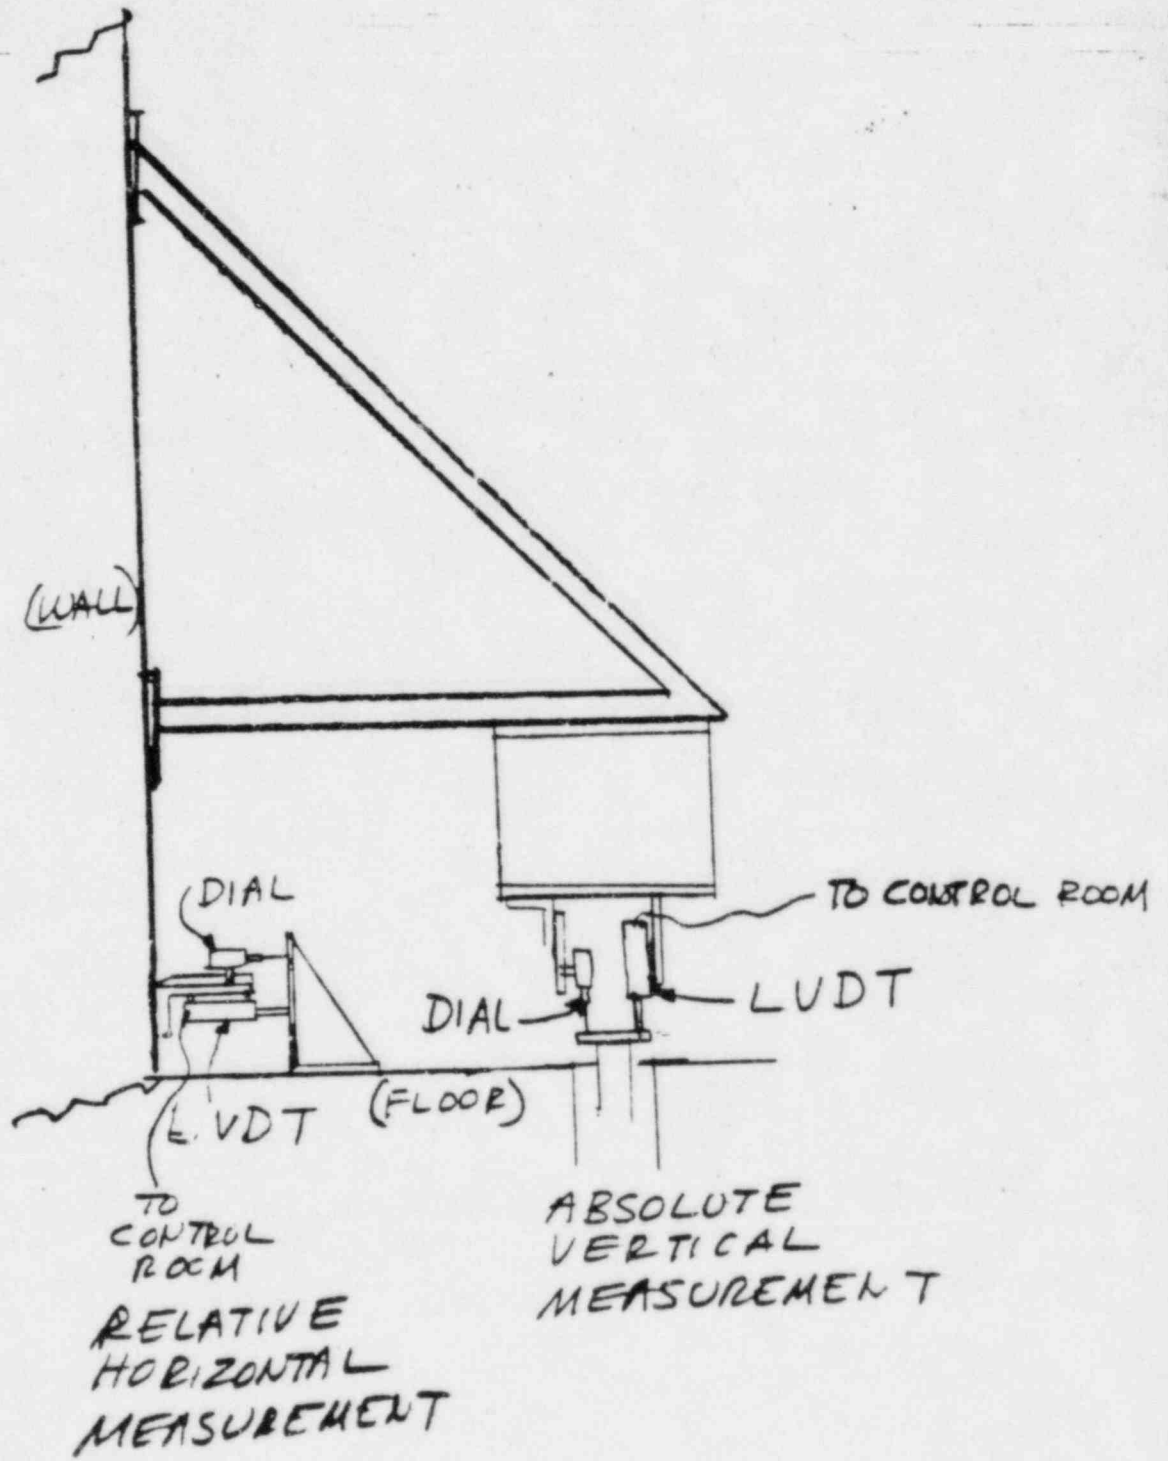 (WALL)
DIAL
TO CONTROL ROOM
DIAL
LVDT
LVDT
(FLOOR)
TO
CONTROL
ROOM
RELATIVE
HORIZONTAL
MEASUREMENT
ABSOLUTE
VERTICAL
MEASUREMENT